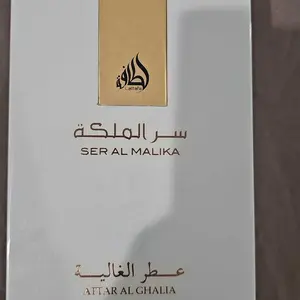 لطافة
Lattafa
سر الملكة
SER AL MALIKA
عطر الغالية
ATTAR AL GHALIA